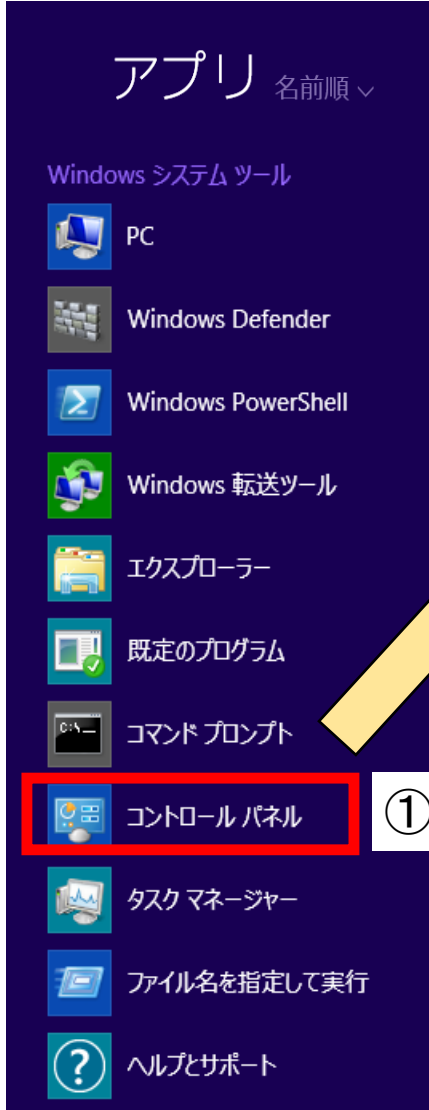 アプリ 名前順
Windows システム ツール
PC
Windows Defender
Windows PowerShell
Windows 転送ツール
エクスプローラー
既定のプログラム
C:\_
コマンド プロンプト
コントロール パネル
①
タスク マネージャー
ファイル名を指定して実行
?
ヘルプとサポート